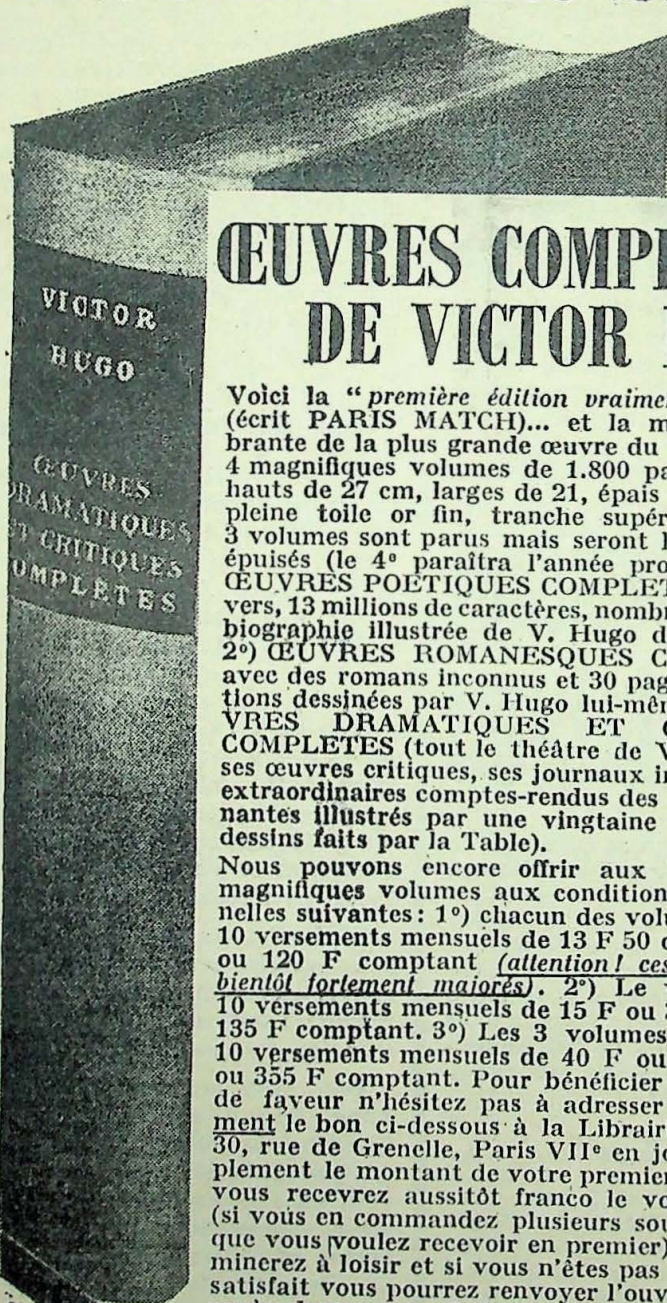 VICTOR
HUGO
ŒUVRES
DRAMATIQUES
ET CRITIQUES
COMPLÈTES
ŒUVRES COMPL
DE VICTOR
Voici la "première édition vraime
(écrit PARIS MATCH)... et la m
brante de la plus grande œuvre du
4 magnifiques volumes de 1.800 pa
hauts de 27 cm, larges de 21, épais
pleine toile or fin, tranche supér
3 volumes sont parus mais seront
épuisés (le 4e paraîtra l'année pro
ŒUVRES POETIQUES COMPLET
vers, 13 millions de caractères, nomb
biographie illustrée de V. Hugo d
2º) ŒUVRES ROMANESQUES C
avec des romans inconnus et 30 pag
tions dessinées par V. Hugo lui-mêm
VRES DRAMATIQUES ET
COMPLETES (tout le théâtre de V
ses œuvres critiques, ses journaux i
extraordinaires comptes-rendus des
nantes illustrés par une vingtaine
dessins faits par la Table).
Nous pouvons encore offrir aux
magnifiques volumes aux condition
nelles suivantes: 1º) chacun des volu
10 versements mensuels de 13 F 50 o
ou 120 F comptant (attention ! ces
bientôt fortement majorés). 2º) Le
10 versements mensuels de 15 F ou
135 F comptant. 3º) Les 3 volumes
10 versements mensuels de 40 F ou
ou 355 F comptant. Pour bénéficier
de faveur n'hésitez pas à adresser
ment le bon ci-dessous à la Librair
30, rue de Grenelle, Paris VIIe en jo
plement le montant de votre premier
vous recevrez aussitôt franco le vo
(si vous en commandez plusieurs sou
que vous voulez recevoir en premier)
minerez à loisir et si vous n'êtes pas
satisfait vous pourrez renvoyer l'ouv